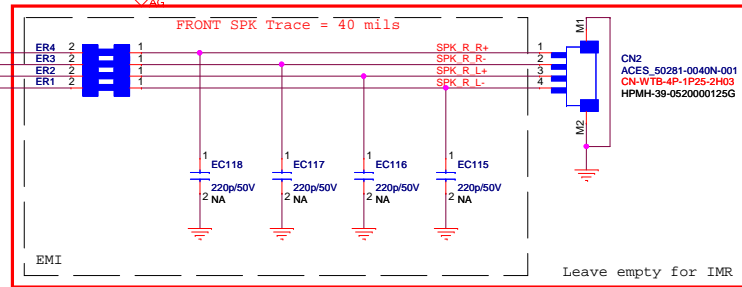 AG
FRONT SPK Trace = 40 mils
ER4 2 1 SPK_R_R+ 1
ER3 2 1 SPK_R_R- 2
ER2 2 1 SPK_R_L+ 3
ER1 2 1 SPK_R_L- 4
M1
M2
CN2
ACES_50281-0040N-001
CN-WTB-4P-1P25-2H03
HPMH-39-0520000125G
1 EC118 1 EC117 1 EC116 1 EC115
220p/50V 220p/50V 220p/50V 220p/50V
2 NA 2 NA 2 NA 2 NA
EMI
Leave empty for IMR